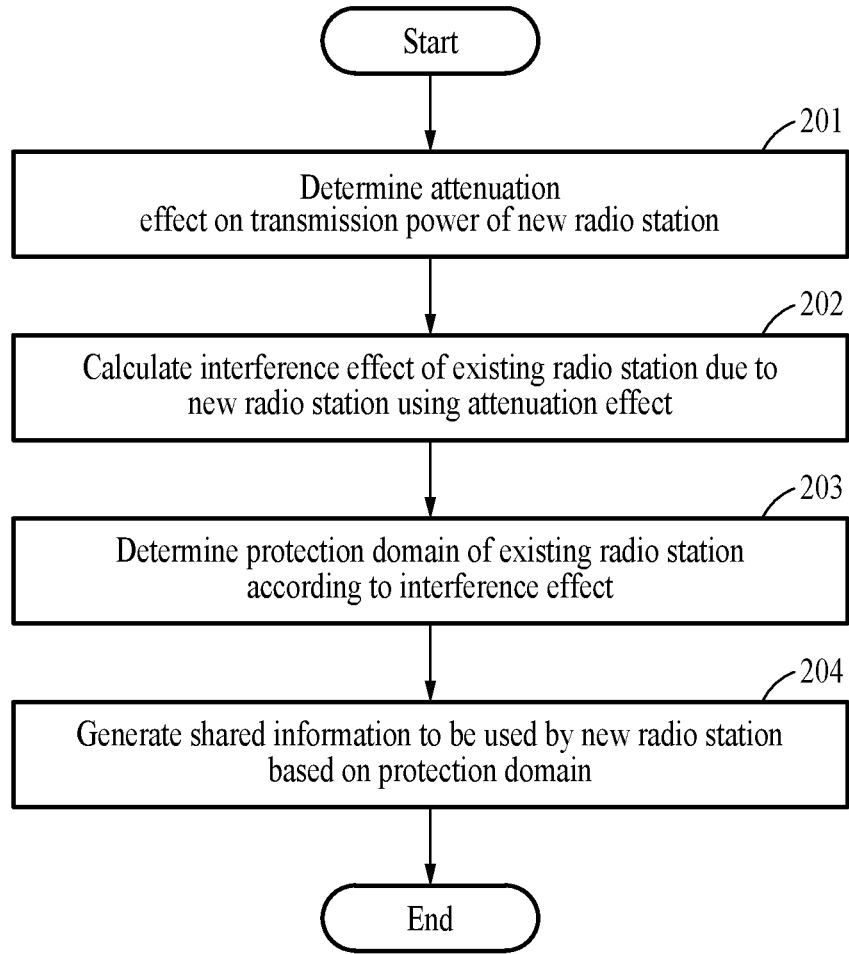 Start
201
Determine attenuation
effect on transmission power of new radio station
202
Calculate interference effect of existing radio station due to
new radio station using attenuation effect
203
Determine protection domain of existing radio station
according to interference effect
204
Generate shared information to be used by new radio station
based on protection domain
End